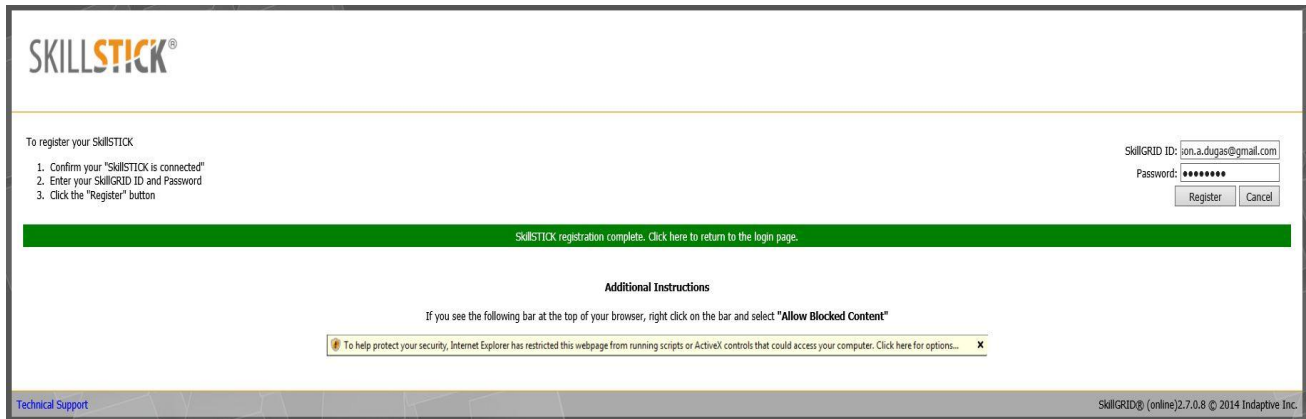 SKILLSTICK®
To register your SkillSTICK
1. Confirm your "SkillSTICK is connected"
2. Enter your SkillGRID ID and Password
3. Click the "Register" button
SkillGRID ID: son.a.dugas@gmail.com
Password: ●●●●●●●●
Register Cancel
SkillSTICK registration complete. Click here to return to the login page.
Additional Instructions
If you see the following bar at the top of your browser, right click on the bar and select "Allow Blocked Content"
To help protect your security, Internet Explorer has restricted this webpage from running scripts or ActiveX controls that could access your computer. Click here for options... x
Technical Support
SkillGRID® (online)2.7.0.8 © 2014 Indaptive Inc.